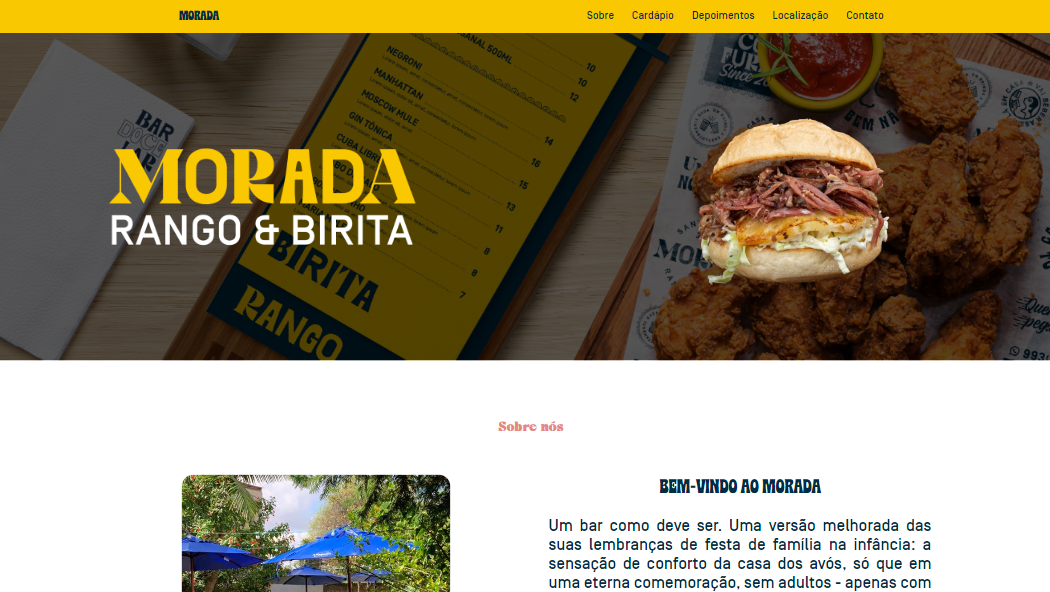 MORADA
Sobre Cardápio Depoimentos Localização Contato
MORADA
RANGO & BIRITA
BAR
NEGRONI
MANHATTAN
MOSCOW MULE
GIN TÔNICA
CUBA LIBRE
10
10
12
14
16
15
13
11
8
8
7
BIRITA
RANGO
Since
Sobre nós
BEM-VINDO AO MORADA
Um bar como deve ser. Uma versão melhorada das
suas lembranças de festa de família na infância: a
sensação de conforto da casa dos avós, só que em
uma eterna comemoração, sem adultos - apenas com